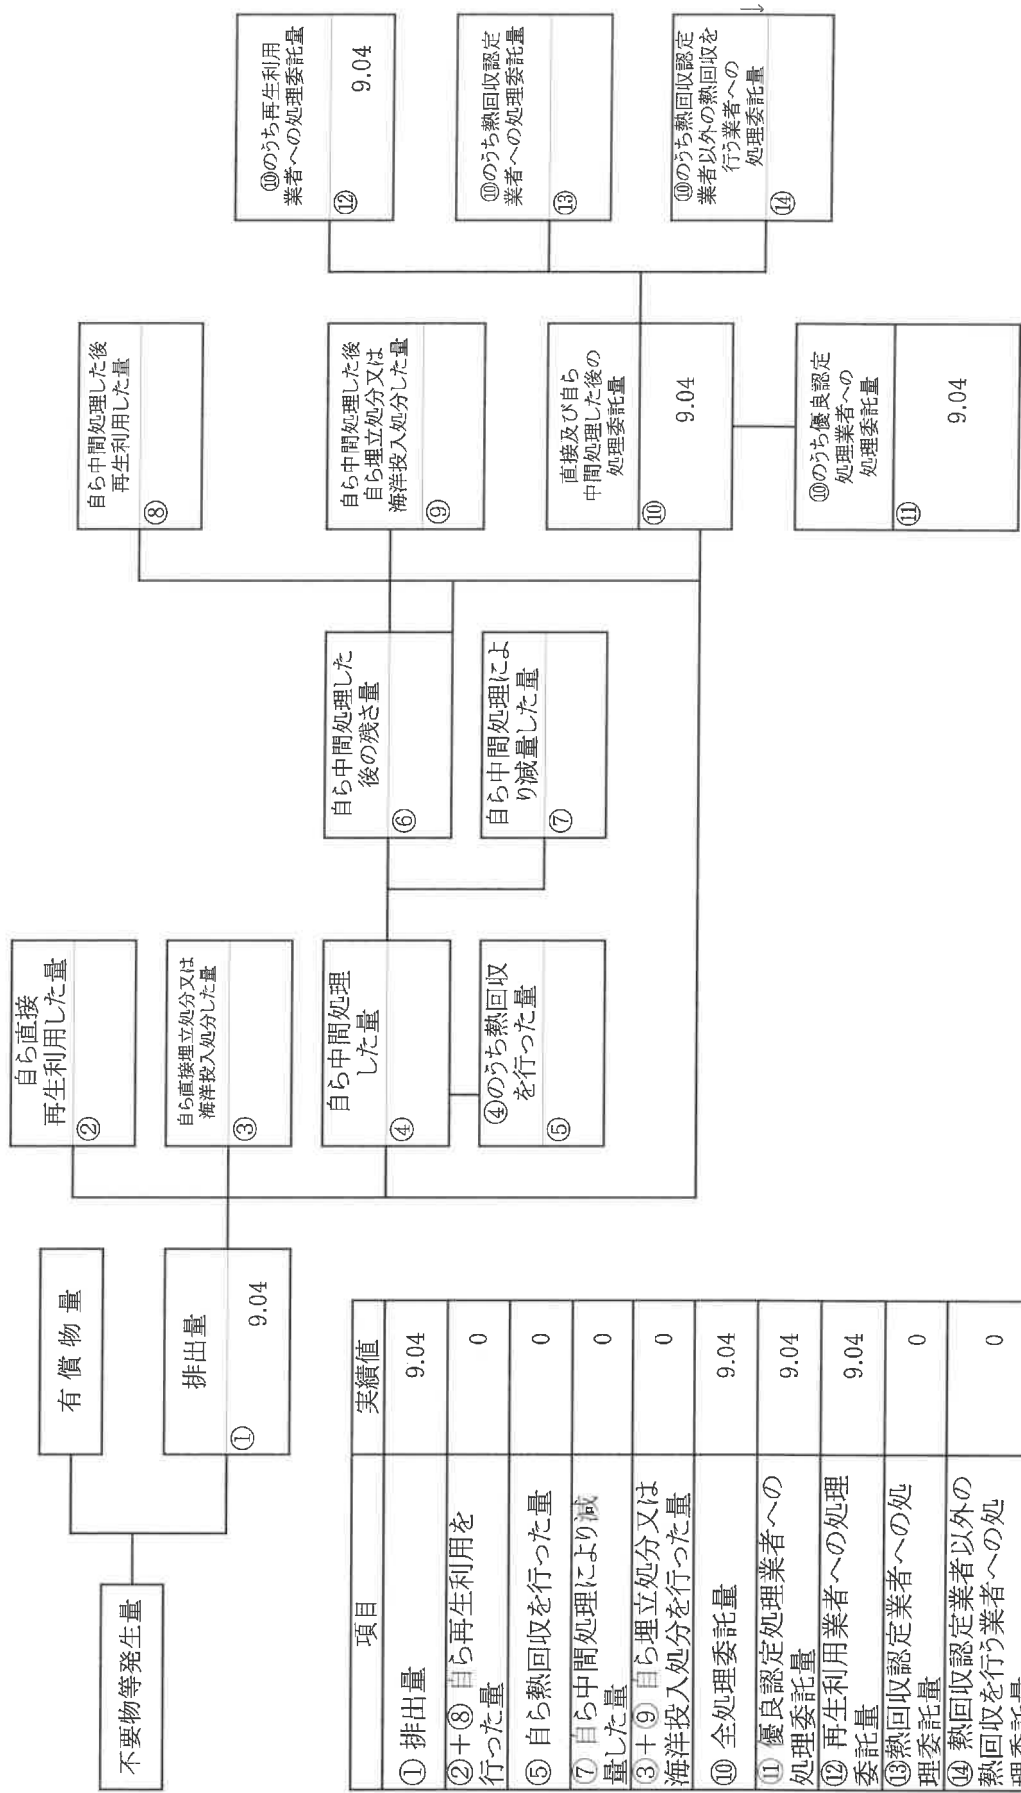 不要物等発生量
有償物量
排出量
①
9.04
自ら直接
再生利用した量
②
自ら直接埋立処分又は
海洋投入処分した量
③
自ら中間処理
した量
④
④のうち熱回収
を行った量
⑤
自ら中間処理した
後の残さ量
⑥
自ら中間処理によ
り減量した量
⑦
自ら中間処理した後
再生利用した量
⑧
自ら中間処理した後
自ら埋立処分又は
海洋投入処分した量
⑨
直接及び自ら
中間処理した後の
処理委託量
⑩
9.04
⑩のうち優良認定
処理業者への
処理委託量
⑪
9.04
⑩のうち再生利用
業者への処理委託量
⑫
9.04
⑩のうち熱回収認定
業者への処理委託量
⑬
⑩のうち熱回収認定
業者以外の熱回収を
行う業者への
処理委託量
⑭
項目 実績値
①排出量 9.04
②+⑧ 自ら再生利用を
行った量 0
⑤ 自ら熱回収を行った量 0
⑦ 自ら中間処理により減
量した量 0
③+⑨ 自ら埋立処分又は
海洋投入処分を行った量 0
⑩ 全処理委託量 9.04
⑪ 優良認定処理業者への
処理委託量 9.04
⑫ 再生利用業者への処理
委託量 9.04
⑬熱回収認定業者への処
理委託量 0
⑭ 熱回収認定業者以外の
熱回収を行う業者への処
理委託量 0